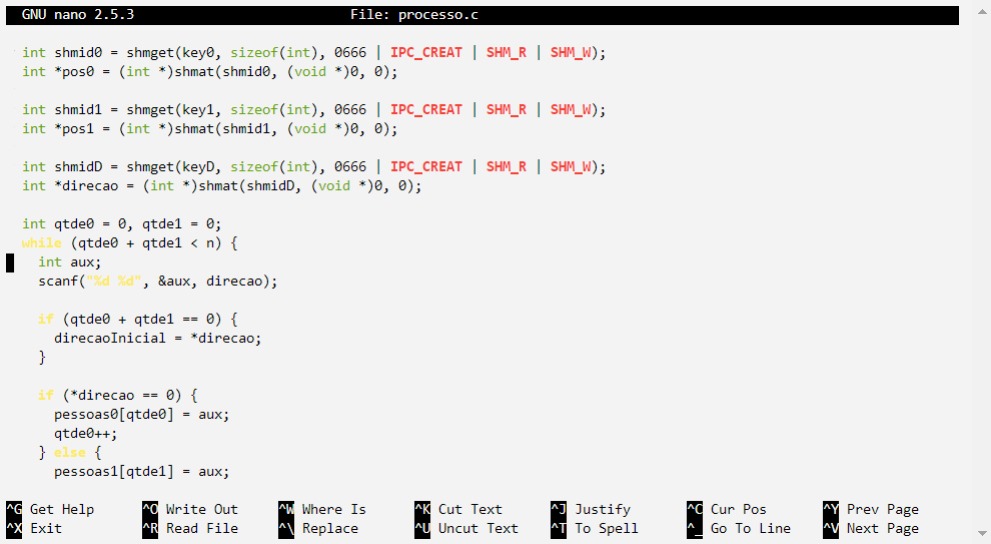 GNU nano 2.5.3 File: processo.c
int shmid0 = shmget(key0, sizeof(int), 0666 | IPC_CREAT | SHM_R | SHM_W);
int *pos0 = (int *)shmat(shmid0, (void *)0, 0);
int shmid1 = shmget(key1, sizeof(int), 0666 | IPC_CREAT | SHM_R | SHM_W);
int *pos1 = (int *)shmat(shmid1, (void *)0, 0);
int shmidD = shmget(keyD, sizeof(int), 0666 | IPC_CREAT | SHM_R | SHM_W);
int *direcao = (int *)shmat(shmidD, (void *)0, 0);
int qtde0 = 0, qtde1 = 0;
while (qtde0 + qtde1 < n) {
int aux;
scanf("%d %d", &aux, direcao);
if (qtde0 + qtde1 == 0) {
direcaoInicial = *direcao;
}
if (*direcao == 0) {
pessoas0[qtde0] = aux;
qtde0++;
} else {
pessoas1[qtde1] = aux;
^G Get Help ^O Write Out ^W Where Is ^K Cut Text ^J Justify ^C Cur Pos ^Y Prev Page
^X Exit ^R Read File ^\ Replace ^U Uncut Text ^T To Spell ^_ Go To Line ^V Next Page